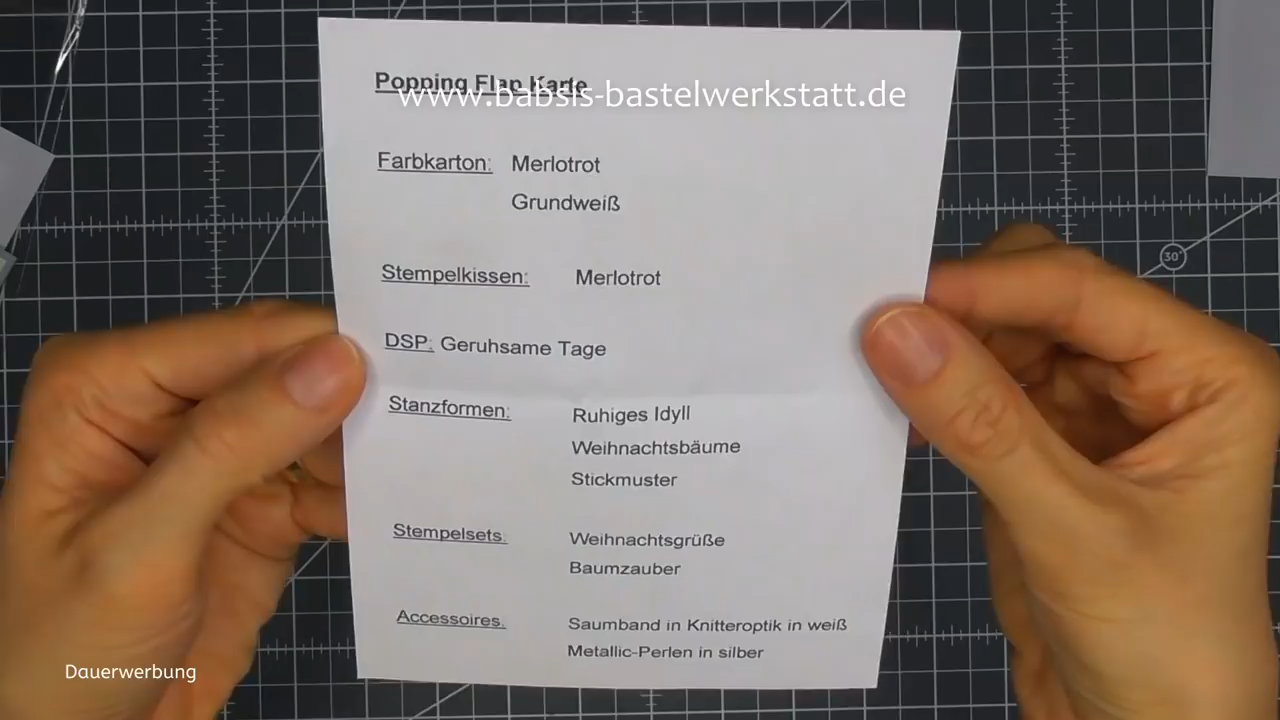 Popping Flap Karte
www.babsis-bastelwerkstatt.de
Farbkarton: Merlotrot
Grundweiß
30°
Stempelkissen: Merlotrot
DSP: Geruhsame Tage
Stanzformen: Ruhiges Idyll
Weihnachtsbäume
Stickmuster
Stempelsets: Weihnachtsgrüße
Baumzauber
Accessoires: Saumband in Knitteroptik in weiß
Metallic-Perlen in silber
Dauerwerbung